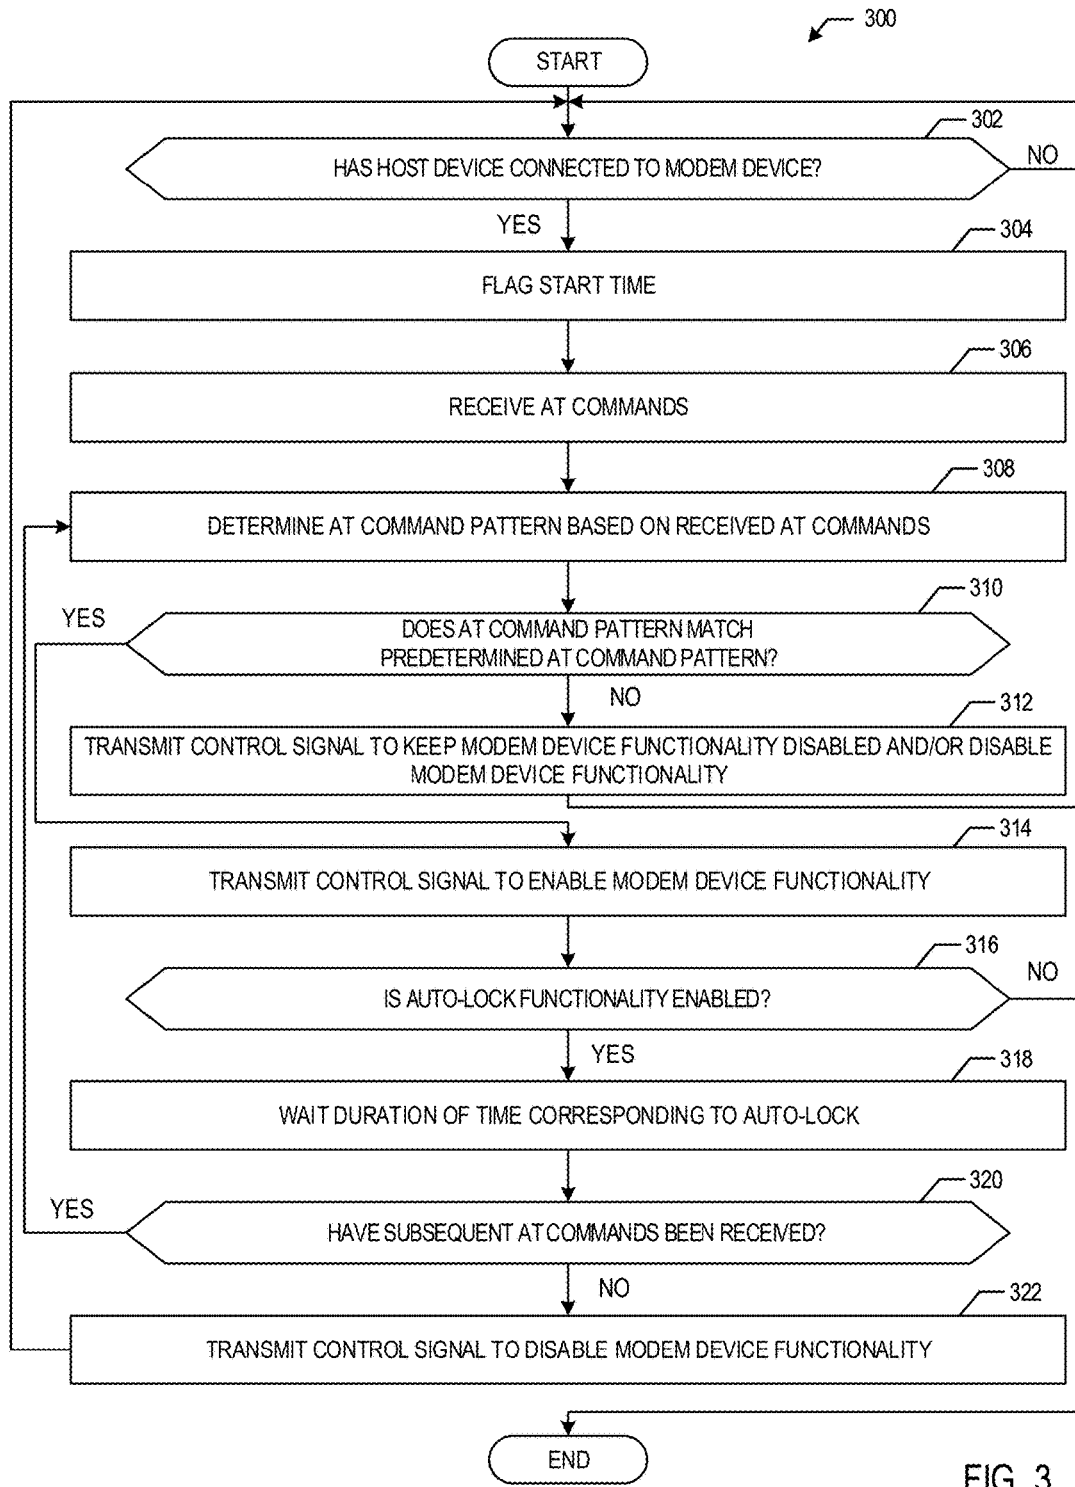 300
START
302
HAS HOST DEVICE CONNECTED TO MODEM DEVICE?
NO
YES
304
FLAG START TIME
306
RECEIVE AT COMMANDS
308
DETERMINE AT COMMAND PATTERN BASED ON RECEIVED AT COMMANDS
310
YES
DOES AT COMMAND PATTERN MATCH
PREDETERMINED AT COMMAND PATTERN?
NO
312
TRANSMIT CONTROL SIGNAL TO KEEP MODEM DEVICE FUNCTIONALITY DISABLED AND/OR DISABLE
MODEM DEVICE FUNCTIONALITY
314
TRANSMIT CONTROL SIGNAL TO ENABLE MODEM DEVICE FUNCTIONALITY
316
NO
IS AUTO-LOCK FUNCTIONALITY ENABLED?
YES
318
WAIT DURATION OF TIME CORRESPONDING TO AUTO-LOCK
320
YES
HAVE SUBSEQUENT AT COMMANDS BEEN RECEIVED?
NO
322
TRANSMIT CONTROL SIGNAL TO DISABLE MODEM DEVICE FUNCTIONALITY
END
FIG. 3